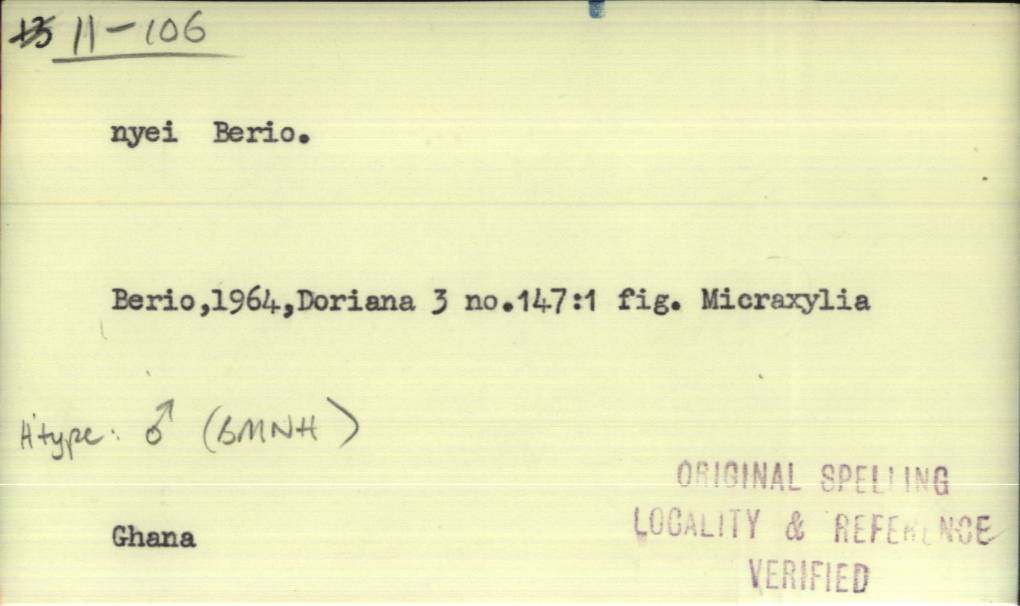 11-106
nyei Berio.
Berio,1964,Doriana 3 no.147:1 fig. Micraxylia
H'type: ♂ (BMNH)
Ghana
ORIGINAL SPELLING
LOCALITY & REFERENCE
VERIFIED